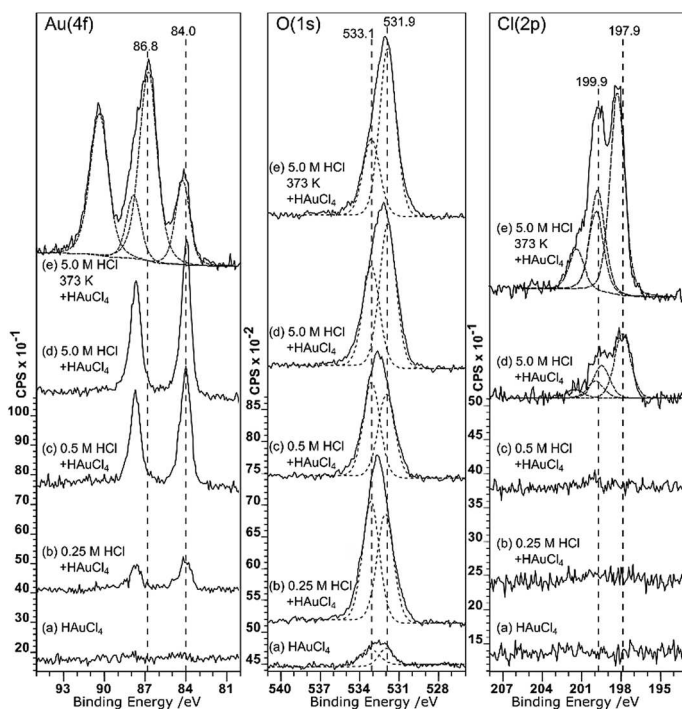 Au(4f)
86.8
84.0
(e) 5.0 M HCl
373 K
+HAuCl4
(d) 5.0 M HCl
+HAuCl4
(c) 0.5 M HCl
+HAuCl4
(b) 0.25 M HCl
+HAuCl4
(a) HAuCl4
CPS x 10-1
100
90
80
70
60
50
40
30
20
93
90
87
84
81
Binding Energy /eV
O(1s)
533.1
531.9
(e) 5.0 M HCl
373 K
+HAuCl4
(d) 5.0 M HCl
+HAuCl4
(c) 0.5 M HCl
+HAuCl4
(b) 0.25 M HCl
+HAuCl4
(a) HAuCl4
CPS x 10-2
85
75
70
65
60
50
45
540
537
534
531
528
Binding Energy /eV
Cl(2p)
197.9
199.9
(e) 5.0 M HCl
373 K
+HAuCl4
(d) 5.0 M HCl
+HAuCl4
(c) 0.5 M HCl
+HAuCl4
(b) 0.25 M HCl
+HAuCl4
(a) HAuCl4
CPS x 10-1
50
45
40
35
30
25
20
15
207
204
201
198
195
Binding Energy /eV